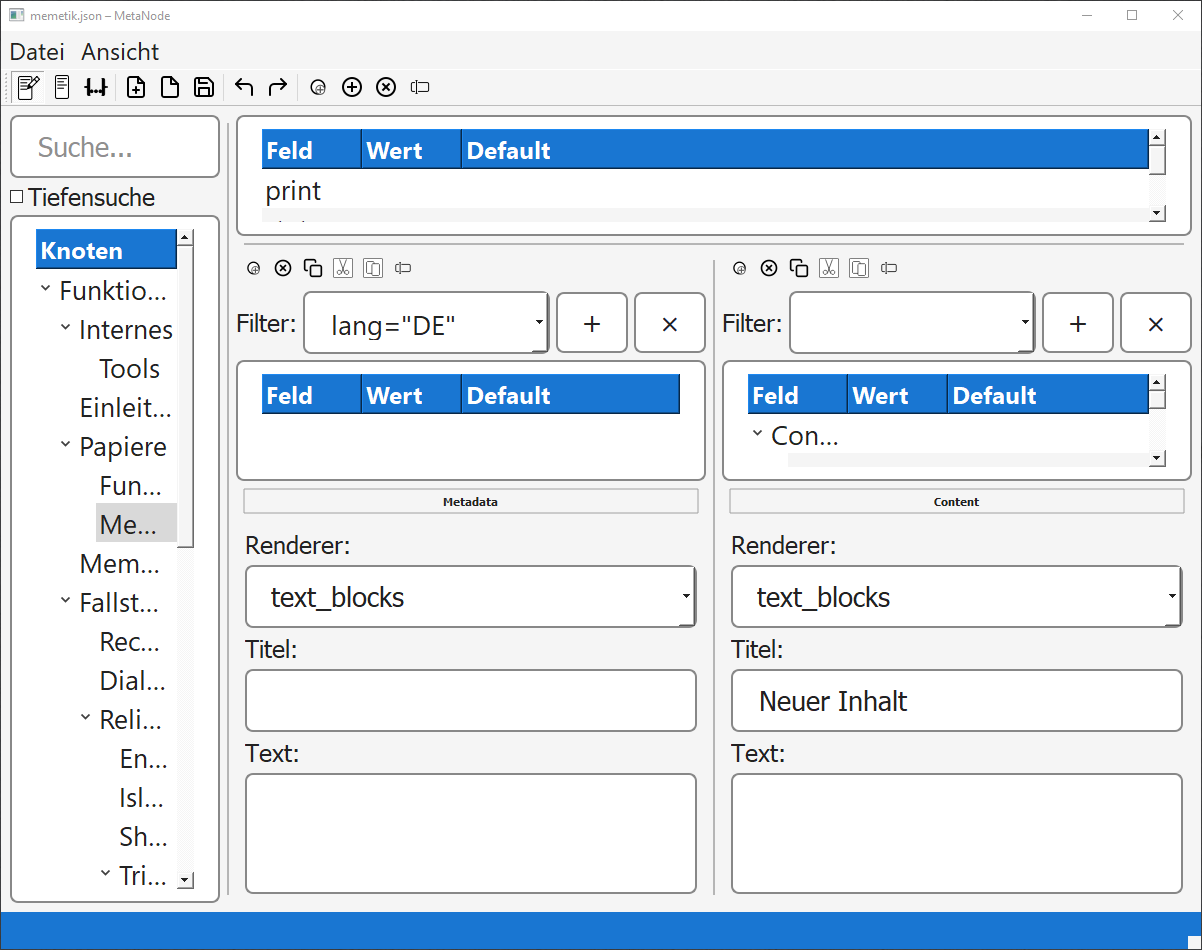 memetik.json – MetaNode
Datei Ansicht
Suche...
Tiefensuche
Knoten
Funktio...
Internes
Tools
Einleit...
Papiere
Fun...
Me...
Mem...
Fallst...
Rec...
Dial...
Reli...
En...
Isl...
Sh...
Tri...
Feld Wert Default
print
Filter: lang="DE" + ×
Feld Wert Default
Metadata
Renderer:
text_blocks
Titel:
Text:
Filter: + ×
Feld Wert Default
Con...
Content
Renderer:
text_blocks
Titel:
Neuer Inhalt
Text: